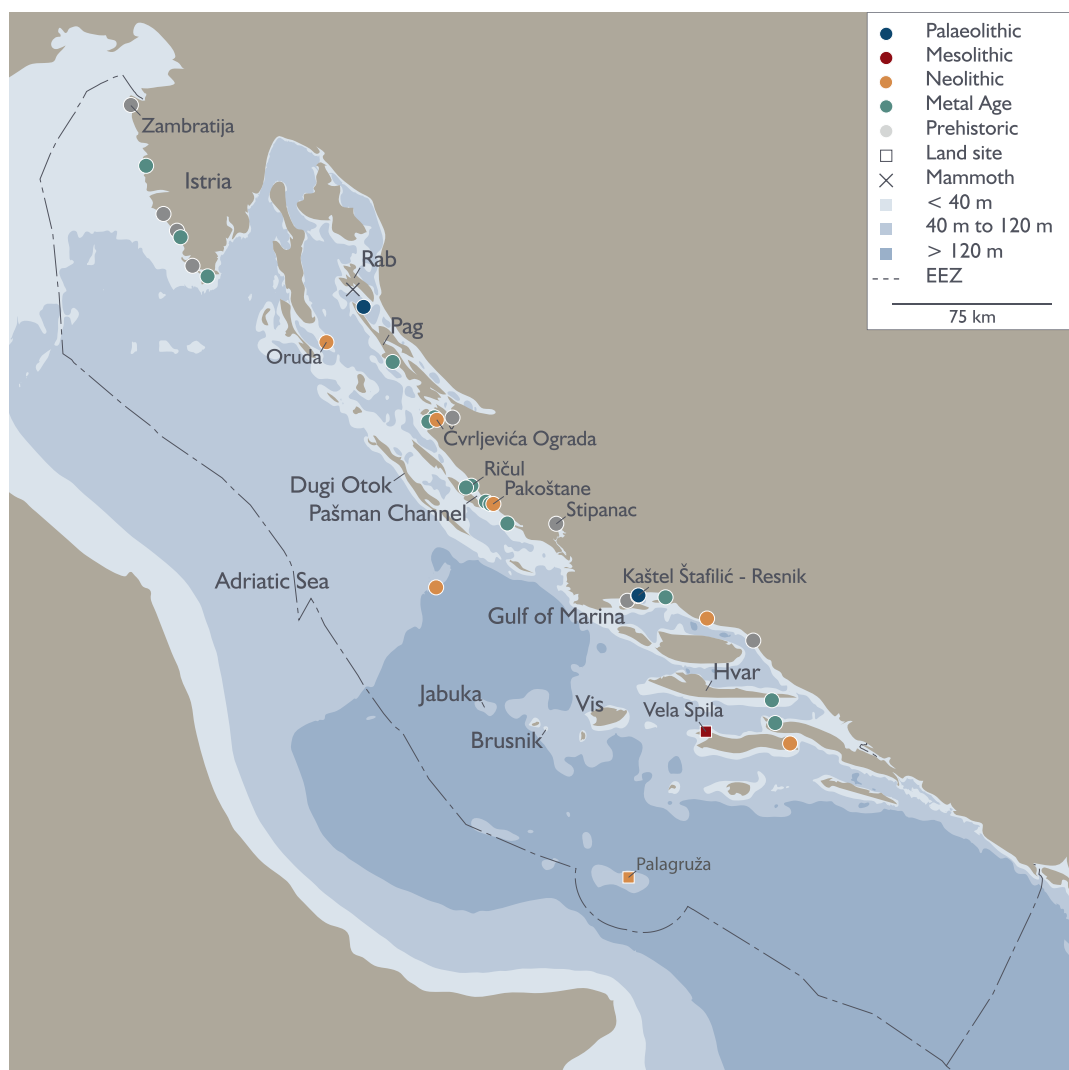 Palaeolithic
Mesolithic
Neolithic
Metal Age
Prehistoric
Land site
Mammoth
< 40 m
40 m to 120 m
> 120 m
EEZ
75 km
Zambratija
Istria
Rab
Pag
Oruda
Čvrljevića Ograda
Ričul
Dugi Otok
Pakoštane
Pašman Channel
Stipanac
Adriatic Sea
Kaštel Štafilić - Resnik
Gulf of Marina
Hvar
Jabuka
Vis
Vela Spila
Brusnik
Palagruža